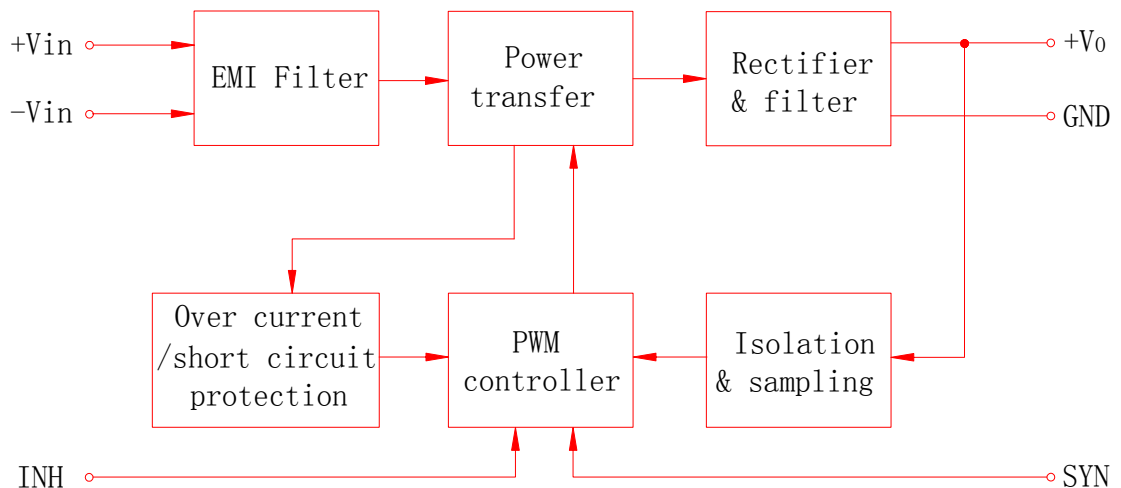 +Vin
-Vin
EMI Filter
Power
transfer
Rectifier
& filter
+V0
GND
Over current
/short circuit
protection
PWM
controller
Isolation
& sampling
INH
SYN